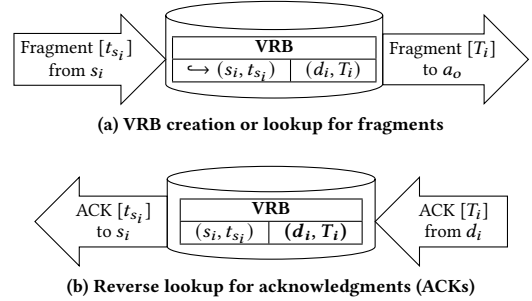 Fragment [t_{s_i}]
from s_i
VRB
↪ (s_i, t_{s_i}) (d_i, T_i)
Fragment [T_i]
to a_o
(a) VRB creation or lookup for fragments
ACK [t_{s_i}]
to s_i
VRB
(s_i, t_{s_i}) (d_i, T_i)
ACK [T_i]
from d_i
(b) Reverse lookup for acknowledgments (ACKs)